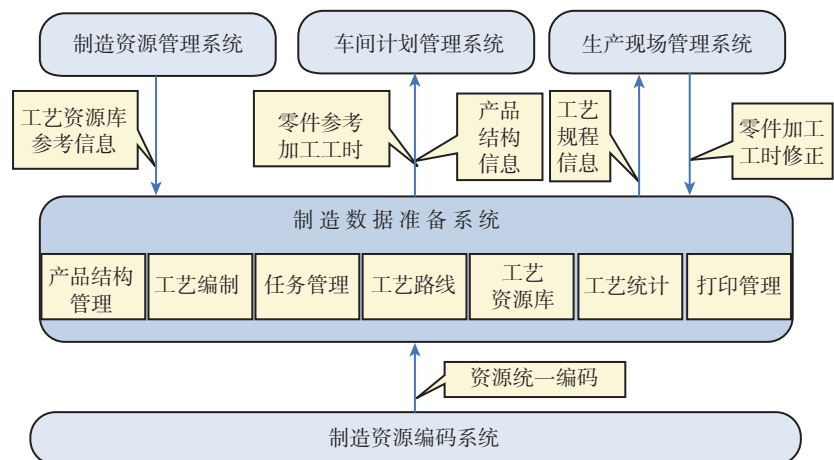 制造资源管理系统
车间计划管理系统
生产现场管理系统
工艺资源库
参考信息
零件参考
加工工时
产品
结构
信息
工艺
规程
信息
零件加工
工时修正
制造数据准备系统
产品结构
管理
工艺编制
任务管理
工艺路线
工艺
资源库
工艺统计
打印管理
资源统一编码
制造资源编码系统